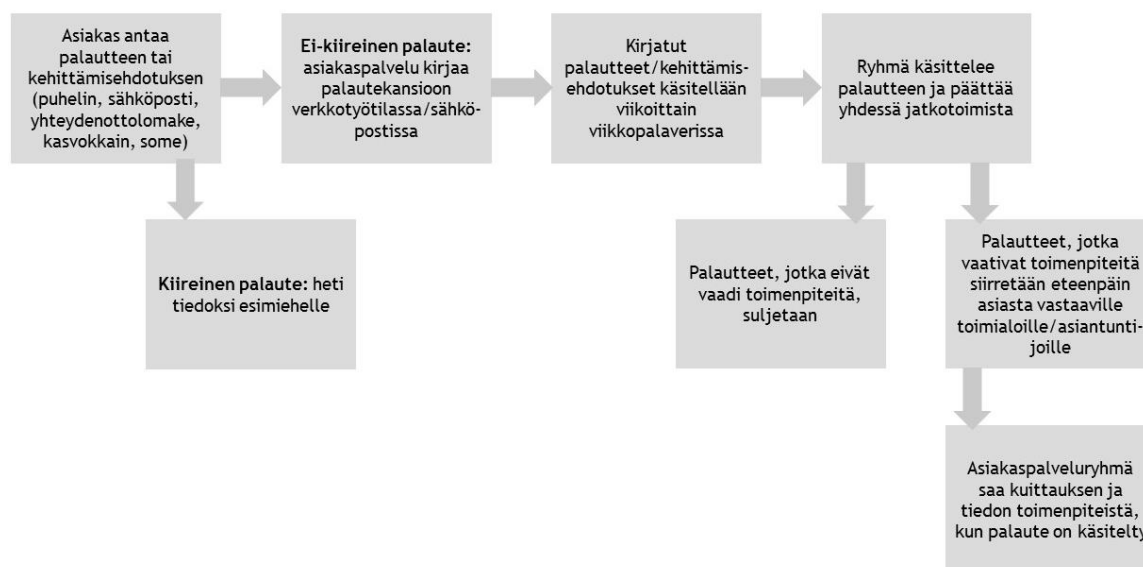 Asiakas antaa
palautteen tai
kehittämisehdotuksen
(puhelin, sähköposti,
yhteydenottolomake,
kasvokkain, some)
Ei-kiireinen palaute:
asiakaspalvelu kirjaa
palautekansioon
verkkotyötilassa/sähkö-
postissa
Kirjatut
palautteet/kehittämis-
ehdotukset käsitellään
viikoittain
viikkopalaverissa
Ryhmä käsittelee
palautteen ja päättää
yhdessä jatkotoimista
Kiireinen palaute: heti
tiedoksi esimiehelle
Palautteet, jotka eivät
vaadi toimenpiteitä,
suljetaan
Palautteet, jotka
vaativat toimenpiteitä
siirretään eteenpäin
asiasta vastaaville
toimialoille/asiantunti-
joille
Asiakaspalveluryhmä
saa kuittauksen ja
tiedon toimenpiteistä,
kun palaute on käsitelty